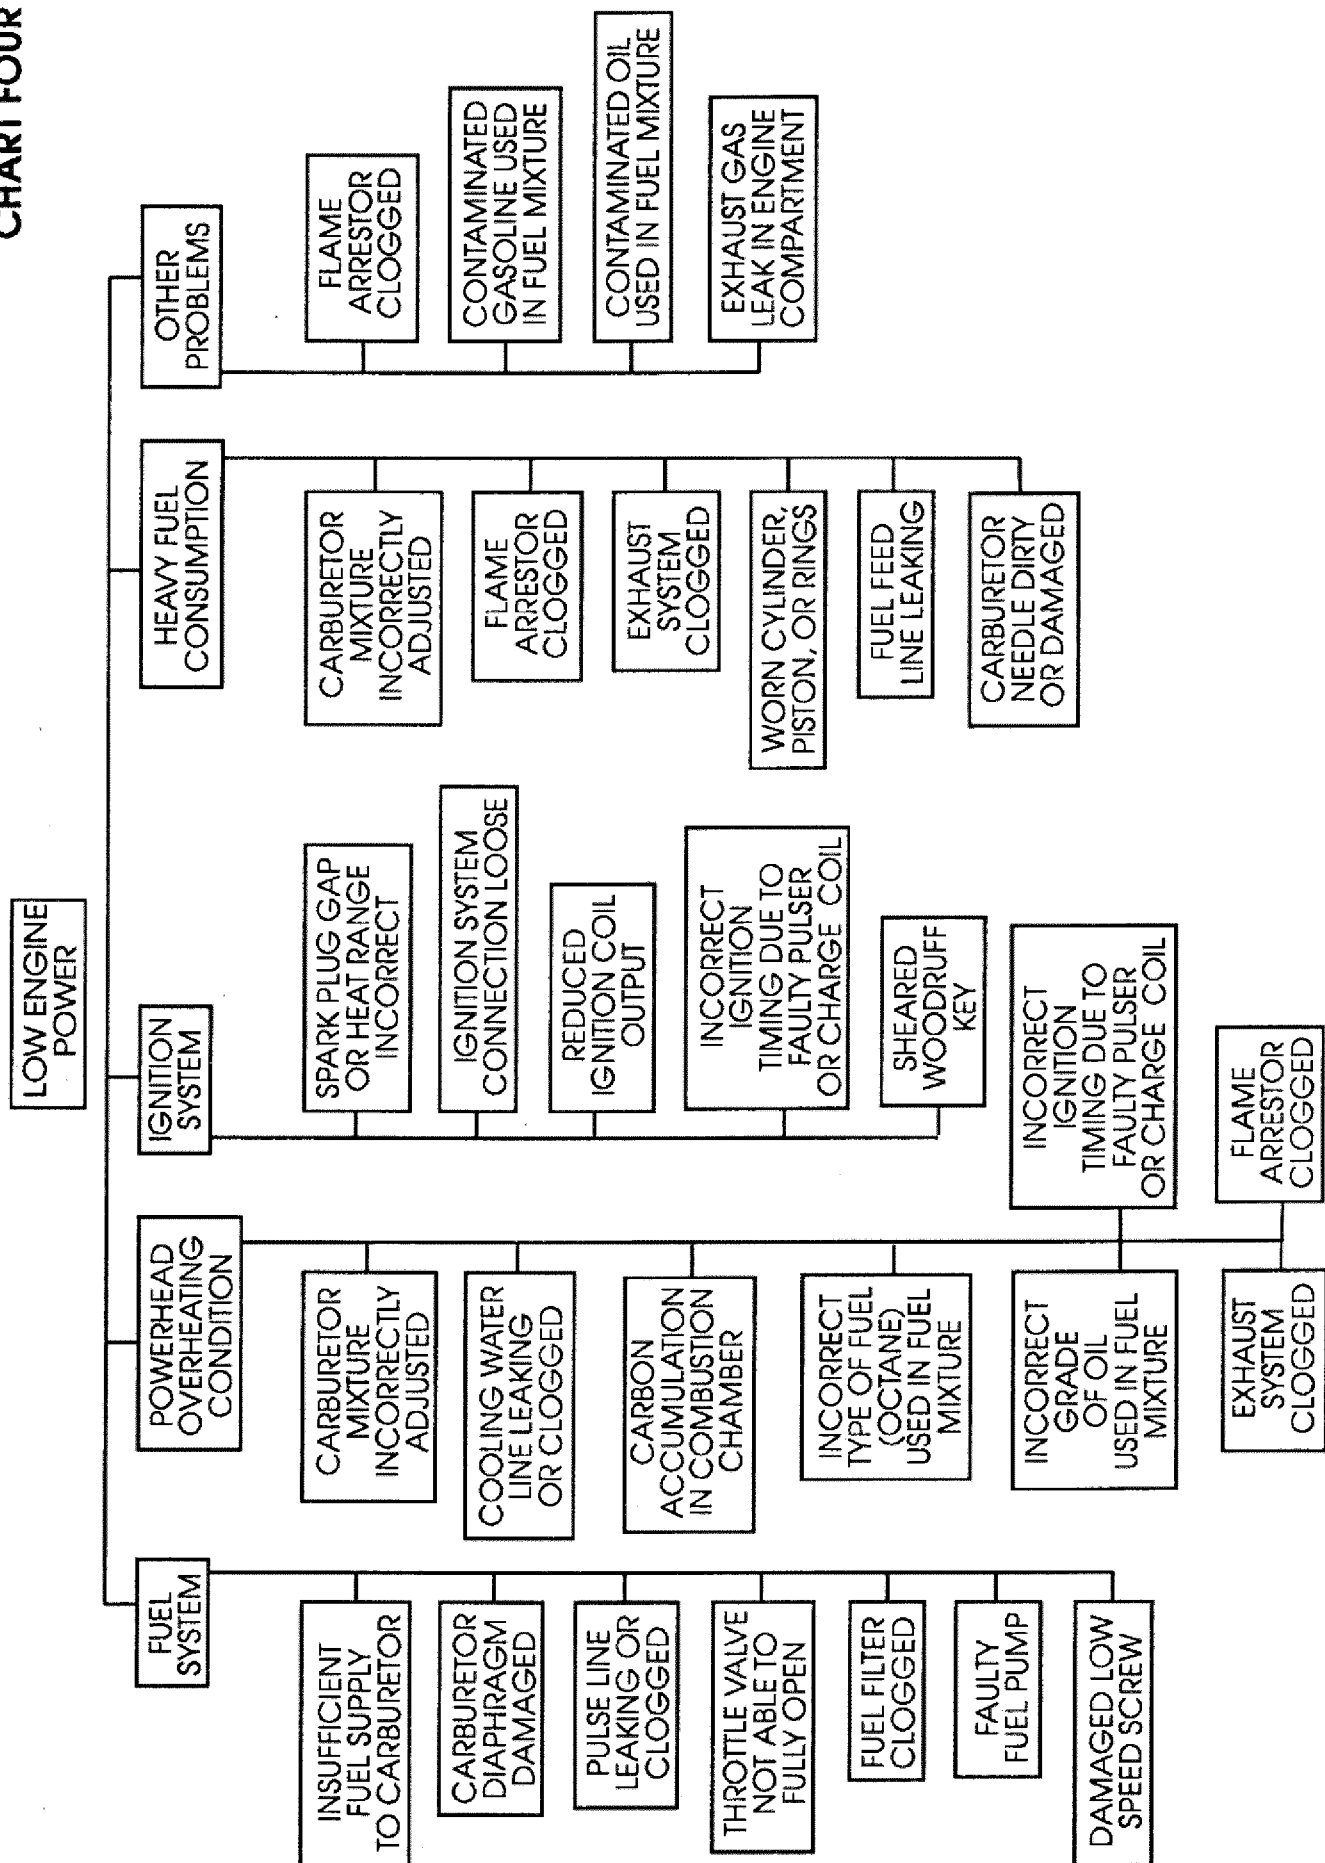 CHART FOUR
LOW ENGINE
POWER
FUEL
SYSTEM
INSUFFICIENT
FUEL SUPPLY
TO CARBURETOR
CARBURETOR
DIAPHRAGM
DAMAGED
PULSE LINE
LEAKING OR
CLOGGED
THROTTLE VALVE
NOT ABLE TO
FULLY OPEN
FUEL FILTER
CLOGGED
FAULTY
FUEL PUMP
DAMAGED LOW
SPEED SCREW
POWERHEAD
OVERHEATING
CONDITION
CARBURETOR
MIXTURE
INCORRECTLY
ADJUSTED
COOLING WATER
LINE LEAKING
OR CLOGGED
CARBON
ACCUMULATION
IN COMBUSTION
CHAMBER
INCORRECT
TYPE OF FUEL
(OCTANE)
USED IN FUEL
MIXTURE
INCORRECT
GRADE
OF OIL
USED IN FUEL
MIXTURE
INCORRECT
IGNITION
TIMING DUE TO
FAULTY PULSER
OR CHARGE COIL
EXHAUST
SYSTEM
CLOGGED
FLAME
ARRESTOR
CLOGGED
IGNITION
SYSTEM
SPARK PLUG GAP
OR HEAT RANGE
INCORRECT
IGNITION SYSTEM
CONNECTION LOOSE
REDUCED
IGNITION COIL
OUTPUT
INCORRECT
IGNITION
TIMING DUE TO
FAULTY PULSER
OR CHARGE COIL
SHEARED
WOODRUFF
KEY
HEAVY FUEL
CONSUMPTION
CARBURETOR
MIXTURE
INCORRECTLY
ADJUSTED
FLAME
ARRESTOR
CLOGGED
EXHAUST
SYSTEM
CLOGGED
WORN CYLINDER,
PISTON, OR RINGS
FUEL FEED
LINE LEAKING
CARBURETOR
NEEDLE DIRTY
OR DAMAGED
OTHER
PROBLEMS
FLAME
ARRESTOR
CLOGGED
CONTAMINATED
GASOLINE USED
IN FUEL MIXTURE
CONTAMINATED OIL
USED IN FUEL MIXTURE
EXHAUST GAS
LEAK IN ENGINE
COMPARTMENT